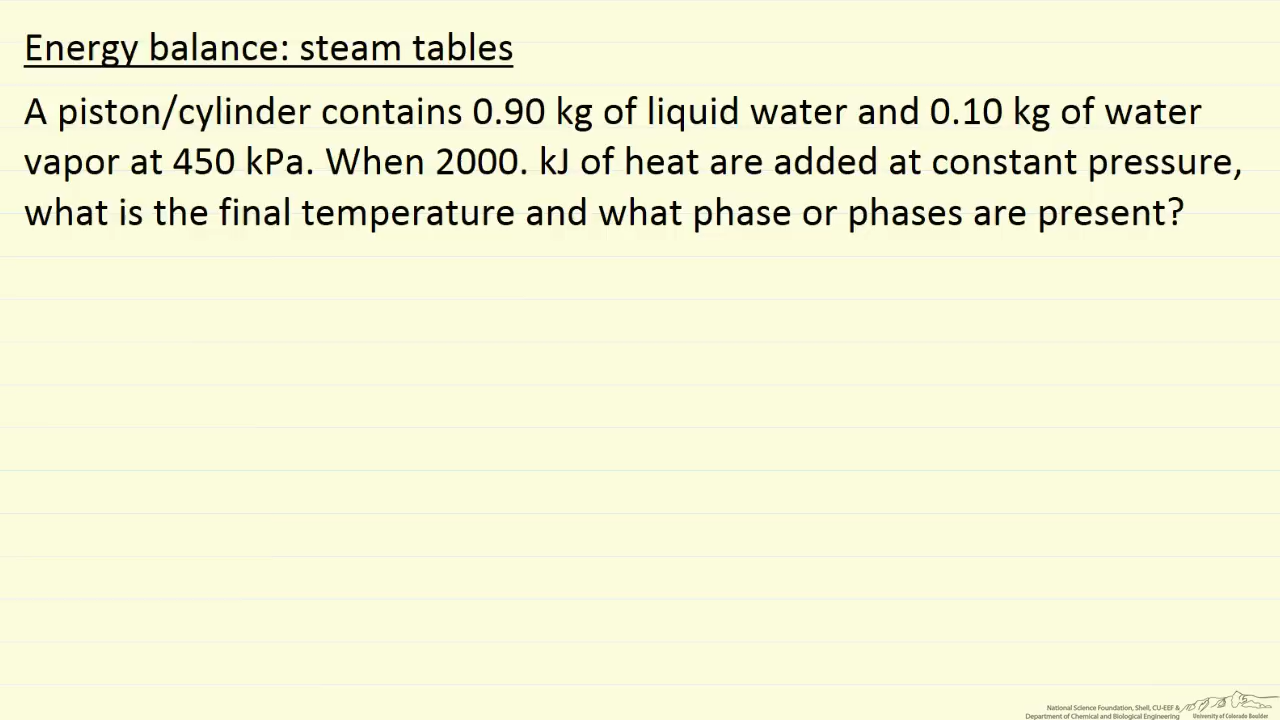 Energy balance: steam tables
A piston/cylinder contains 0.90 kg of liquid water and 0.10 kg of water
vapor at 450 kPa. When 2000. kJ of heat are added at constant pressure,
what is the final temperature and what phase or phases are present?
National Science Foundation, Shell, CU-EEF &
Department of Chemical and Biological Engineering
University of Colorado Boulder